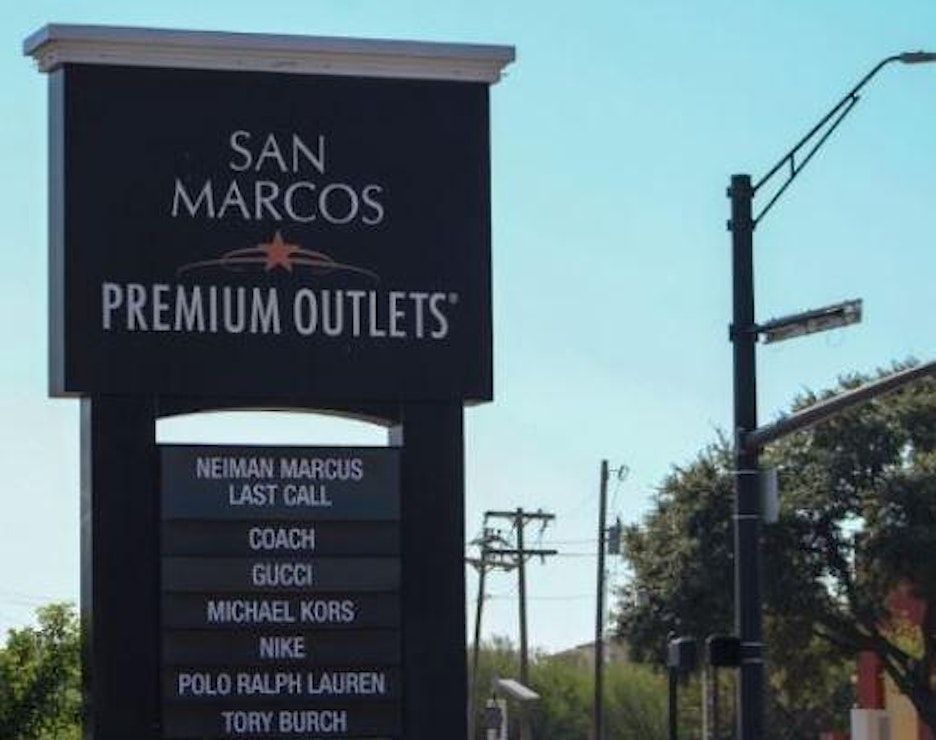 SAN
MARCOS
PREMIUM OUTLETS®
NEIMAN MARCUS
LAST CALL
COACH
GUCCI
MICHAEL KORS
NIKE
POLO RALPH LAUREN
TORY BURCH